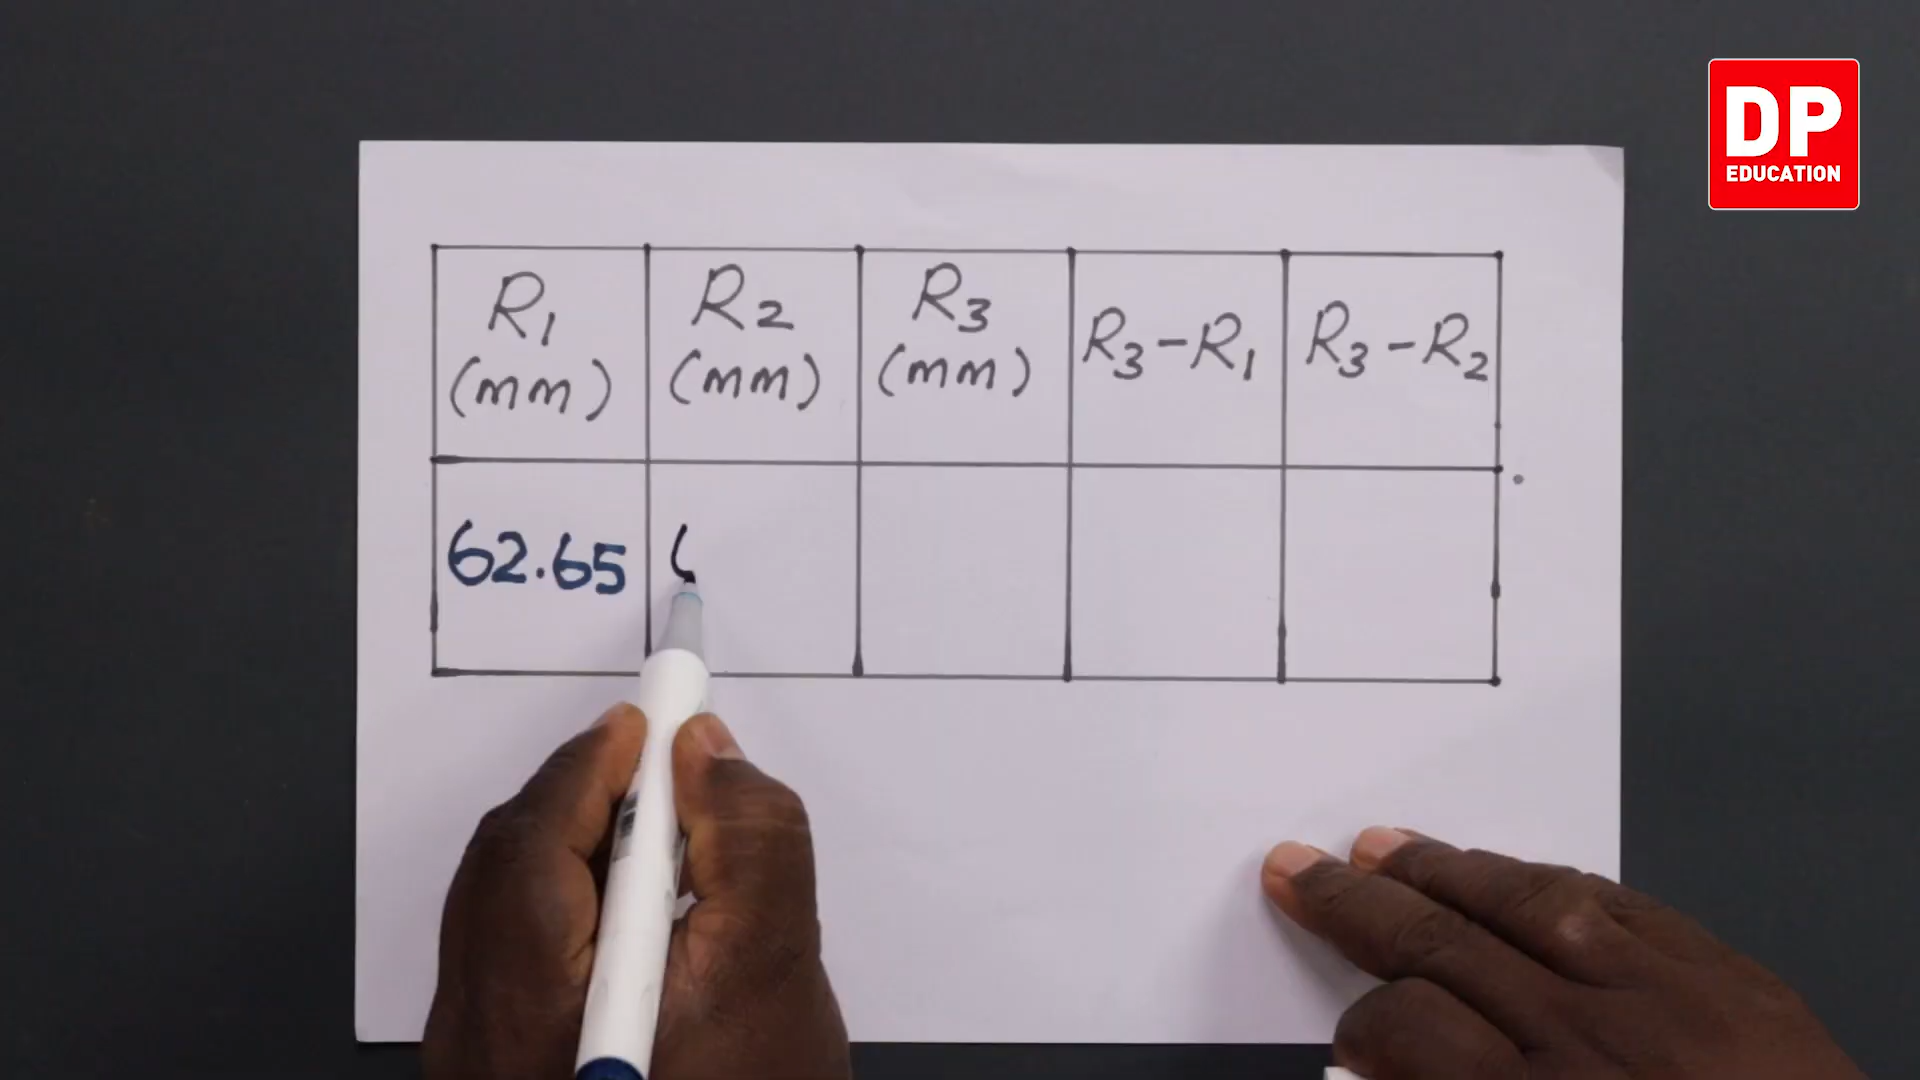 DP
EDUCATION
R₁ R₂ R₃ R₃-R₁ R₃-R₂
(mm) (mm) (mm)
62.65